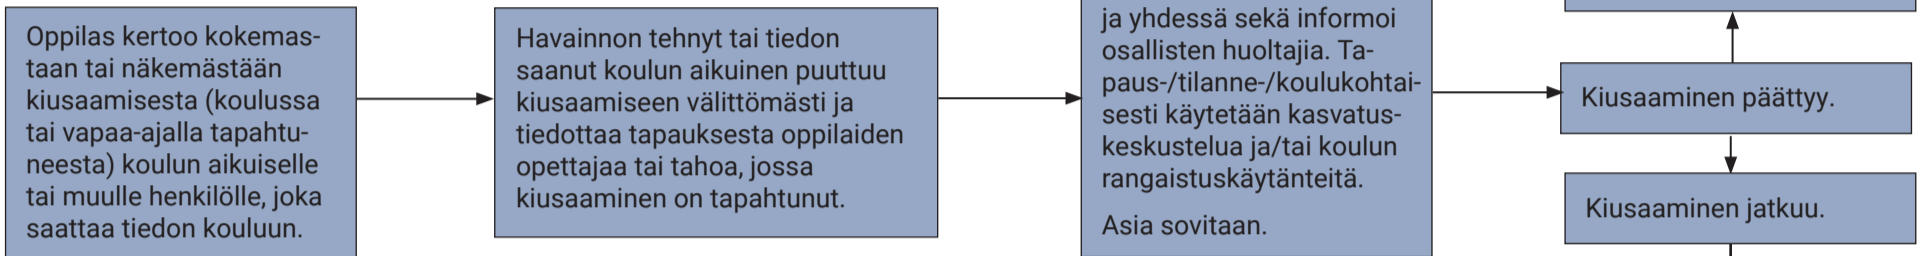 Oppilas kertoo kokemas-
taan tai näkemästään
kiusaamisesta (koulussa
tai vapaa-ajalla tapahtu-
neesta) koulun aikuiselle
tai muulle henkilölle, joka
saattaa tiedon kouluun.
Havainnon tehnyt tai tiedon
saanut koulun aikuinen puuttuu
kiusaamiseen välittömästi ja
tiedottaa tapauksesta oppilaiden
opettajaa tai tahoa, jossa
kiusaaminen on tapahtunut.
ja yhdessä sekä informoi
osallisten huoltajia. Ta-
paus-/tilanne-/koulukohtai-
sesti käytetään kasvatus-
keskustelua ja/tai koulun
rangaistuskäytänteitä.
Asia sovitaan.
Kiusaaminen päättyy.
Kiusaaminen jatkuu.